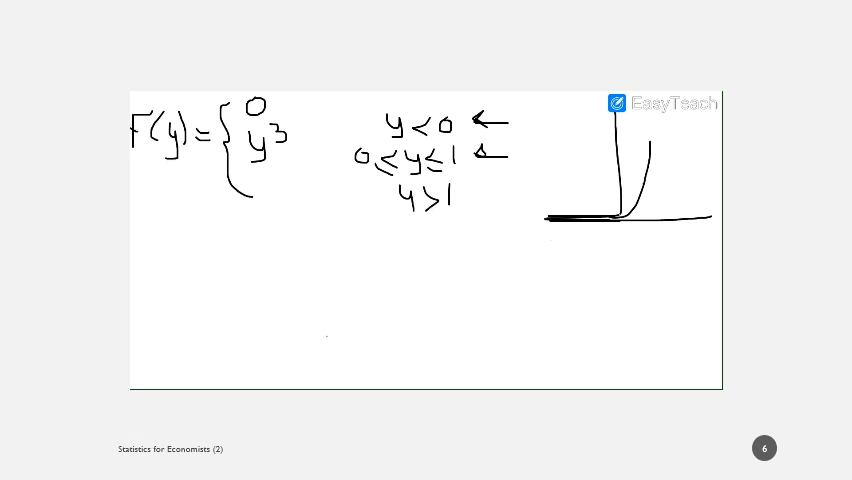 EasyTeach
F(y) = { 0 y < 0 ←
y³ 0 ≤ y ≤ 1 ←
y > 1
Statistics for Economists (2)
6